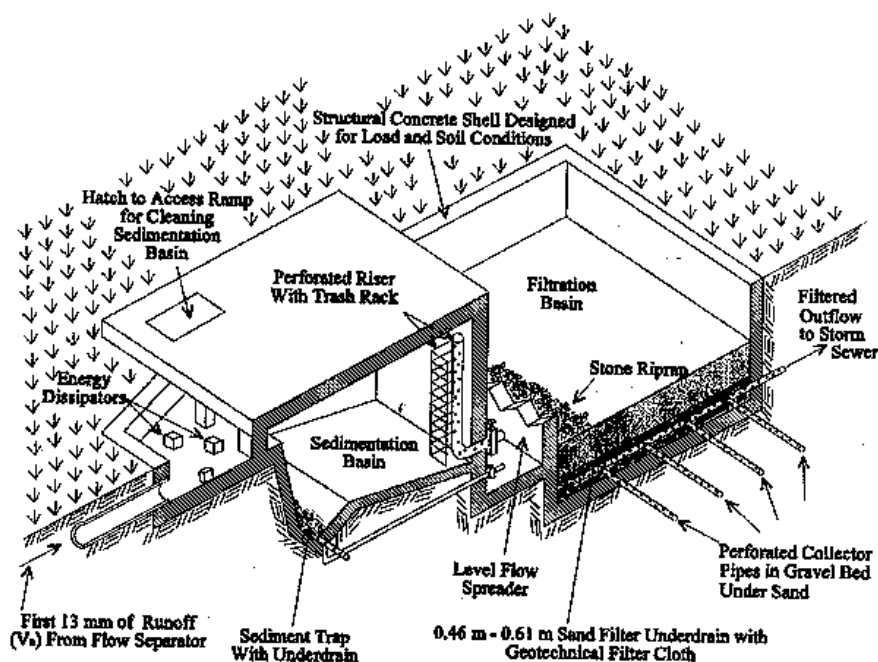 Structural Concrete Shell Designed
for Load and Soil Conditions
Hatch to Access Ramp
for Cleaning
Sedimentation
Basin
Perforated Riser
With Trash Rack
Filtration
Basin
Filtered
Outflow
to Storm
Sewer
Stone Riprap
Energy
Dissipators
Sedimentation
Basin
Level Flow
Spreader
Perforated Collector
Pipes in Gravel Bed
Under Sand
First 13 mm of Runoff
(Vₐ) From Flow Separator
Sediment Trap
With Underdrain
0.46 m - 0.61 m Sand Filter Underdrain with
Geotechnical Filter Cloth